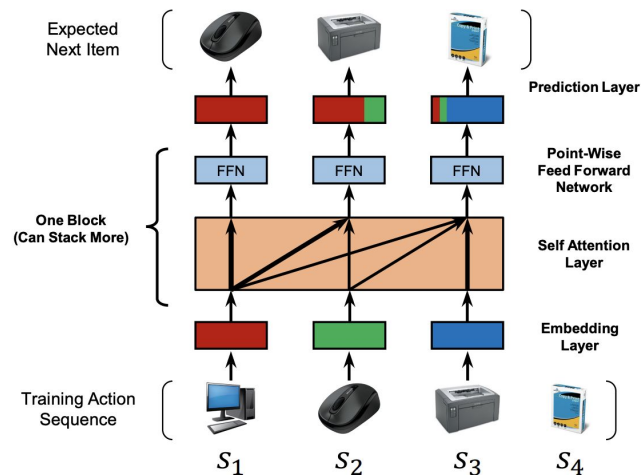 Expected
Next Item
Prediction Layer
FFN
FFN
FFN
Point-Wise
Feed Forward
Network
One Block
(Can Stack More)
Self Attention
Layer
Embedding
Layer
Training Action
Sequence
S1
S2
S3
S4